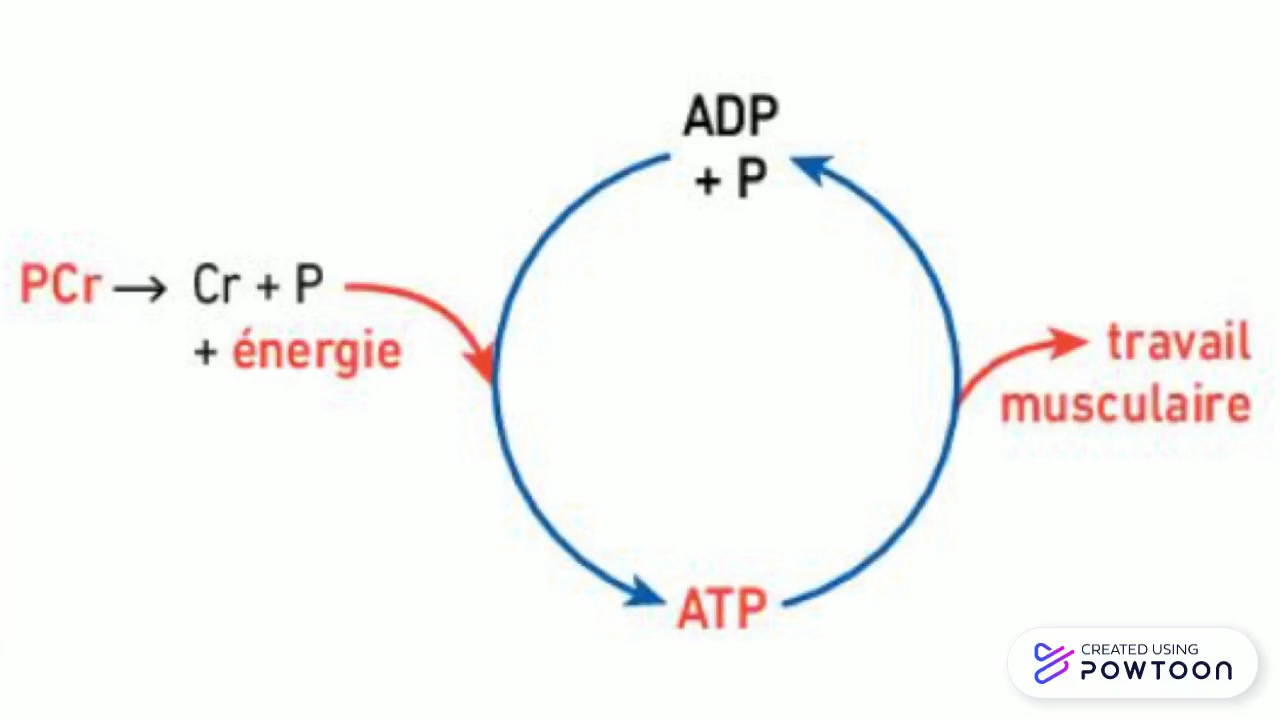 ADP
+ P
PCr → Cr + P
+ énergie
travail
musculaire
ATP
CREATED USING
POWTOON